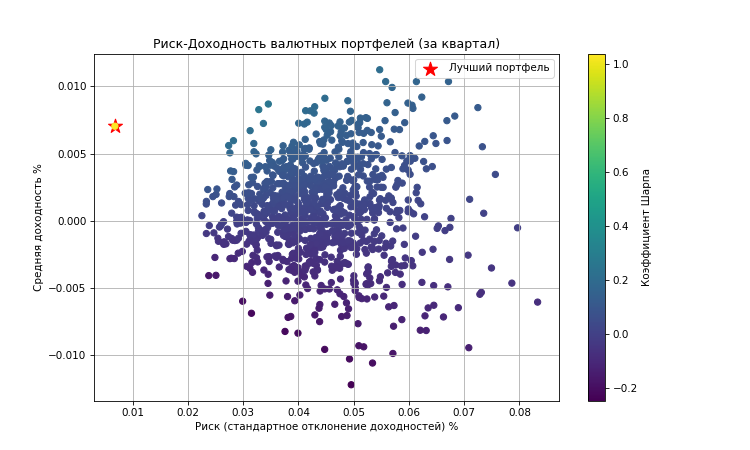 Риск-Доходность валютных портфелей (за квартал)
Лучший портфель
0.010
0.005
0.000
−0.005
−0.010
Средняя доходность %
0.01 0.02 0.03 0.04 0.05 0.06 0.07 0.08
Риск (стандартное отклонение доходностей) %
1.0
0.8
0.6
0.4
0.2
0.0
−0.2
Коэффициент Шарпа